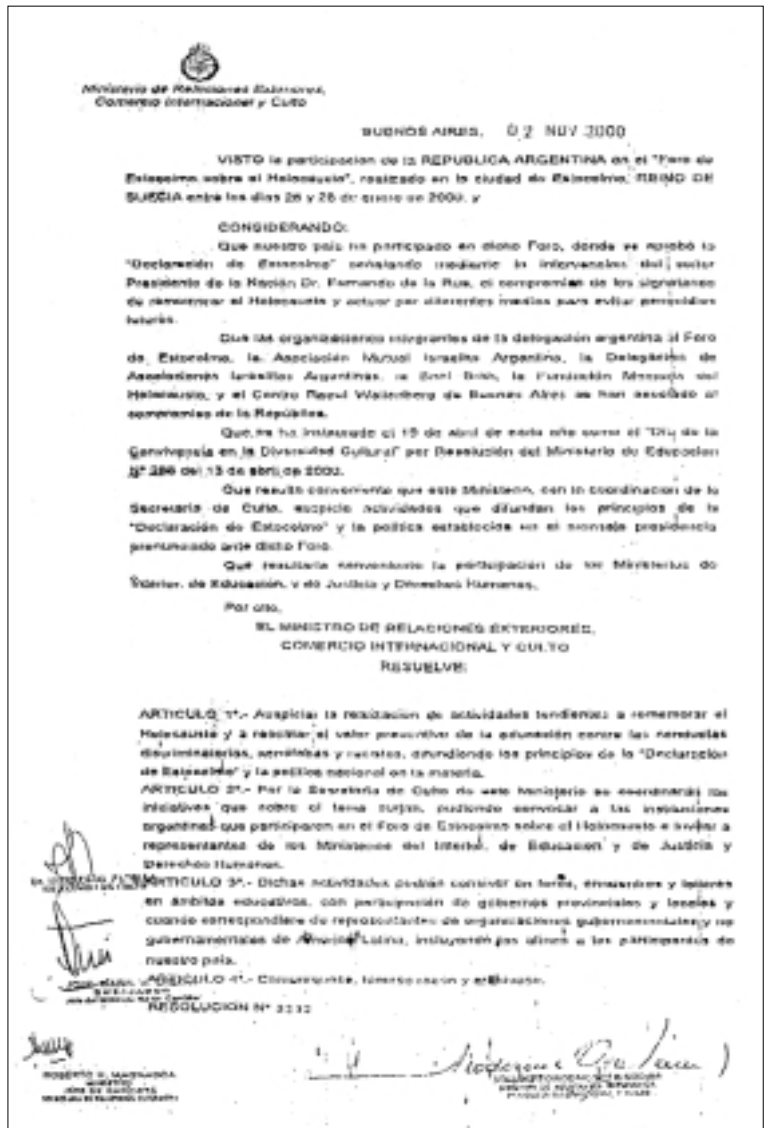 Ministerio de Relaciones Exteriores,
Comercio Internacional y Culto
BUENOS AIRES, 02 NOV 2000
VISTO la participación de la REPUBLICA ARGENTINA en el "Foro de
Estocolmo sobre el Holocausto", realizado en la ciudad de Estocolmo, REINO DE
SUECIA entre los días 26 y 28 de enero de 2000, y
CONSIDERANDO:
Que nuestro país ha participado en dicho Foro, donde se aprobó la
"Declaración de Estocolmo" señalando mediante la intervención del señor
Presidente de la Nación Dr. Fernando de la Rua, el compromiso de los signatarios
de rememorar el Holocausto y actuar por diferentes medios para evitar genocidios
futuros.
Que las organizaciones integrantes de la delegación argentina al Foro
de Estocolmo, la Asociación Mutual Israelita Argentina, la Delegación de
Asociaciones Israelitas Argentinas, la Bnai Brith, la Fundación Memoria del
Holocausto, y el Centro Raoul Wallenberg de Buenos Aires se han asociado al
compromiso de la República.
Que se ha instaurado el 19 de abril de cada año como el "Día de la
Convivencia en la Diversidad Cultural" por Resolución del Ministerio de Educación
Nº 286 del 13 de abril de 2000.
Que resulta conveniente que este Ministerio, con la coordinación de la
Secretaría de Culto, auspicie actividades que difundan los principios de la
"Declaración de Estocolmo" y la política establecida en el mensaje presidencial
pronunciado ante dicho Foro.
Que resultaría conveniente la participación de los Ministerios de
Interior, de Educación, y de Justicia y Derechos Humanos,
Por ello,
EL MINISTRO DE RELACIONES EXTERIORES,
COMERCIO INTERNACIONAL Y CULTO
RESUELVE:
ARTICULO 1º.- Auspiciar la realización de actividades tendientes a rememorar el
Holocausto y a rescatar el valor preventivo de la educación contra las conductas
discriminatorias, xenófobas y racistas, difundiendo los principios de la "Declaración
de Estocolmo" y la política nacional en la materia.
ARTICULO 2º.- Por la Secretaría de Culto de este Ministerio se coordinarán las
iniciativas que sobre el tema surjan, pudiendo convocar a las instituciones
argentinas que participaron en el Foro de Estocolmo sobre el Holocausto e invitar a
representantes de los Ministerios del Interior, de Educación y de Justicia y
Derechos Humanos.
ARTICULO 3º.- Dichas actividades podrán consistir en foros, encuentros y talleres
en ámbitos educativos, con participación de gobiernos provinciales y locales y
cuando correspondiere de representantes de organizaciones gubernamentales y no
gubernamentales de América Latina, incluyendo a los participantes de
nuestro país.
ARTICULO 4º.- Comuníquese, y archívese.
RESOLUCION Nº 3232